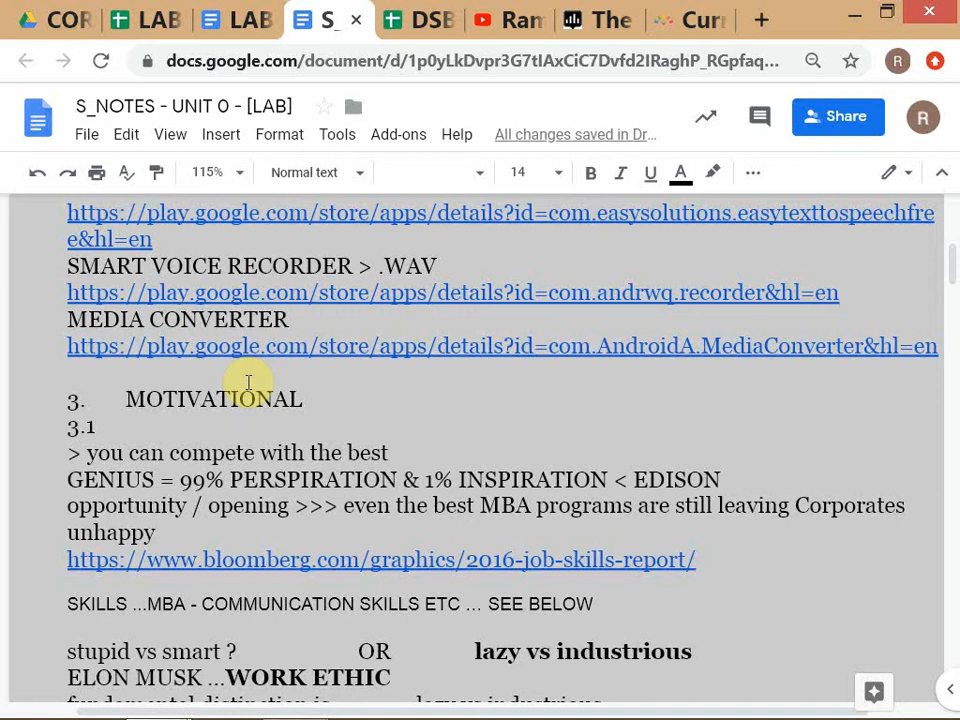 COR
LAB
LAB
S_
DSB
Ram
The
Curr
docs.google.com/document/d/1p0yLkDvpr3G7tIAxCiC7Dvfd2IRaghP_RGpfaq...
R
S_NOTES - UNIT 0 - [LAB]
File Edit View Insert Format Tools Add-ons Help All changes saved in Dr...
Share
R
115% Normal text 14 B I U A
https://play.google.com/store/apps/details?id=com.easysolutions.easytexttospeechfre
e&hl=en
SMART VOICE RECORDER > .WAV
https://play.google.com/store/apps/details?id=com.andrwq.recorder&hl=en
MEDIA CONVERTER
https://play.google.com/store/apps/details?id=com.AndroidA.MediaConverter&hl=en
3. MOTIVATIONAL
3.1
> you can compete with the best
GENIUS = 99% PERSPIRATION & 1% INSPIRATION < EDISON
opportunity / opening >>> even the best MBA programs are still leaving Corporates
unhappy
https://www.bloomberg.com/graphics/2016-job-skills-report/
SKILLS ...MBA - COMMUNICATION SKILLS ETC ... SEE BELOW
stupid vs smart ? OR lazy vs industrious
ELON MUSK ...WORK ETHIC
fundamental distinction is lazy vs industrious